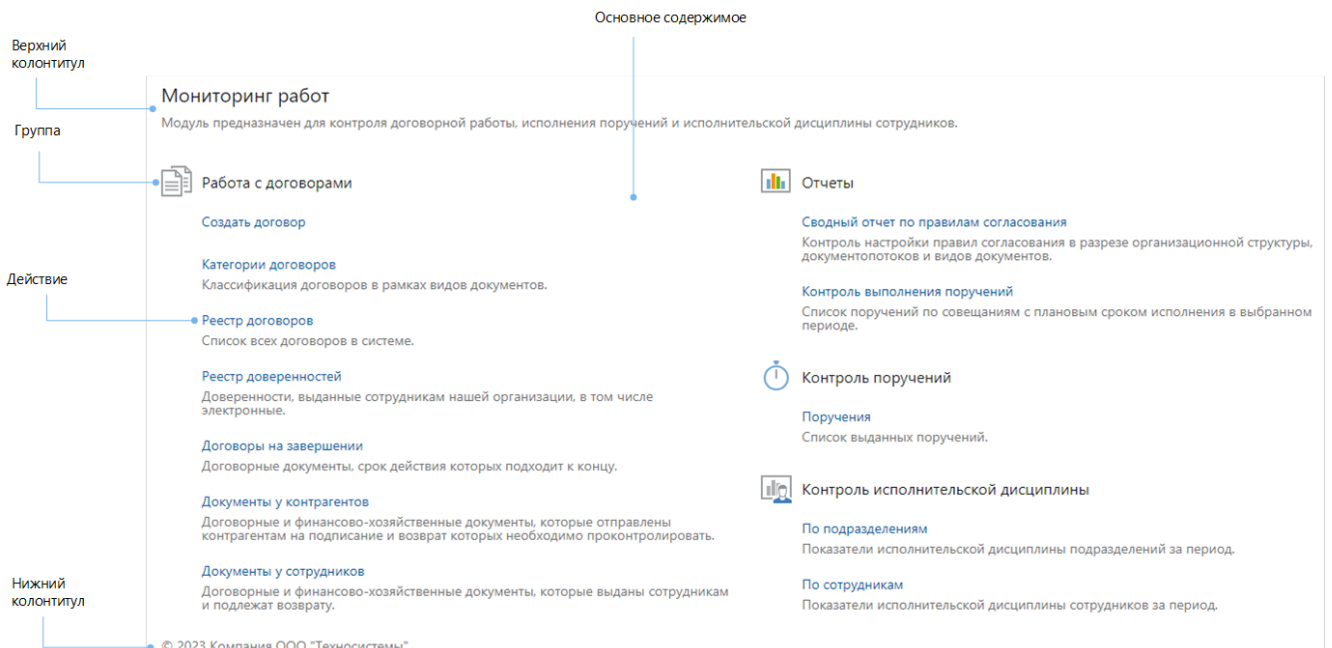 Основное содержимое
Верхний
колонтитул
Мониторинг работ
Модуль предназначен для контроля договорной работы, исполнения поручений и исполнительской дисциплины сотрудников.
Группа
Работа с договорами
Создать договор
Категории договоров
Классификация договоров в рамках видов документов.
Действие
Реестр договоров
Список всех договоров в системе.
Реестр доверенностей
Доверенности, выданные сотрудникам нашей организации, в том числе
электронные.
Договоры на завершении
Договорные документы, срок действия которых подходит к концу.
Документы у контрагентов
Договорные и финансово-хозяйственные документы, которые отправлены
контрагентам на подписание и возврат которых необходимо проконтролировать.
Документы у сотрудников
Договорные и финансово-хозяйственные документы, которые выданы сотрудникам
и подлежат возврату.
Отчеты
Сводный отчет по правилам согласования
Контроль настройки правил согласования в разрезе организационной структуры,
документопотоков и видов документов.
Контроль выполнения поручений
Список поручений по совещаниям с плановым сроком исполнения в выбранном
периоде.
Контроль поручений
Поручения
Список выданных поручений.
Контроль исполнительской дисциплины
По подразделениям
Показатели исполнительской дисциплины подразделений за период.
По сотрудникам
Показатели исполнительской дисциплины сотрудников за период.
Нижний
колонтитул
© 2023 Компания ООО "Техносистемы"